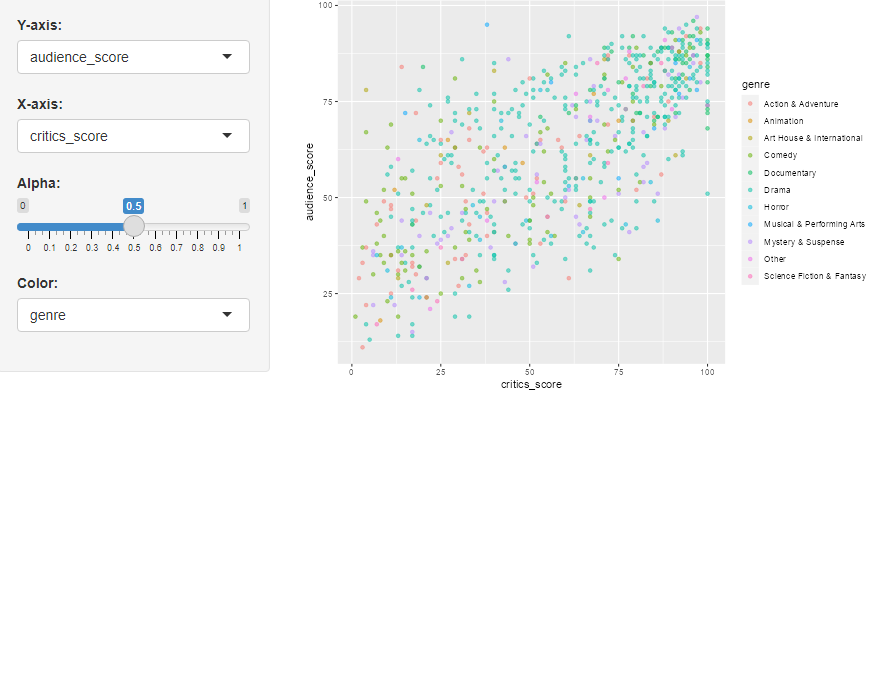 Y-axis:
audience_score
X-axis:
critics_score
Alpha:
0 0.5 1
0 0.1 0.2 0.3 0.4 0.5 0.6 0.7 0.8 0.9 1
Color:
genre
100
75
50
25
audience_score
0 25 50 75 100
critics_score
genre
Action & Adventure
Animation
Art House & International
Comedy
Documentary
Drama
Horror
Musical & Performing Arts
Mystery & Suspense
Other
Science Fiction & Fantasy